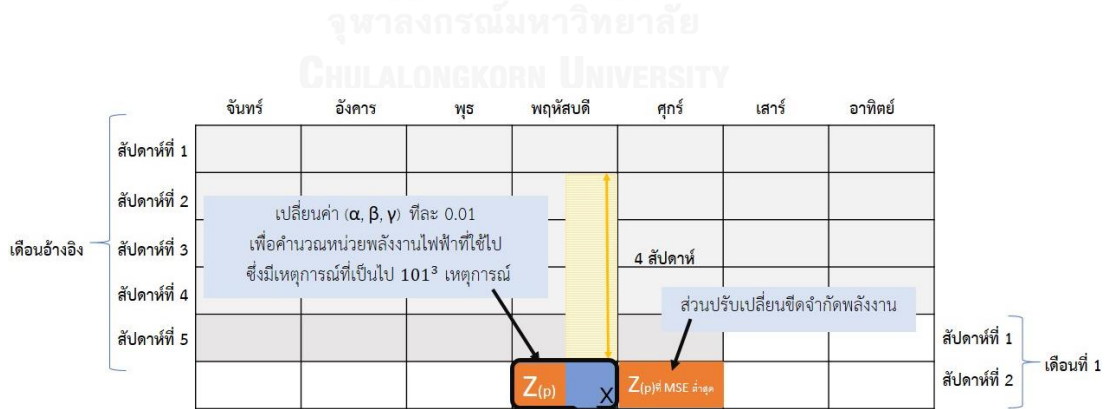 จุฬาลงกรณ์มหาวิทยาลัย
CHULALONGKORN UNIVERSITY
จันทร์ อังคาร พุธ พฤหัสบดี ศุกร์ เสาร์ อาทิตย์
สัปดาห์ที่ 1
สัปดาห์ที่ 2
เปลี่ยนค่า (α, β, γ) ทีละ 0.01
เพื่อคำนวณหน่วยพลังงานไฟฟ้าที่ใช้ไป
ซึ่งมีเหตุการณ์ที่เป็นไป 101³ เหตุการณ์
เดือนอ้างอิง
สัปดาห์ที่ 3
4 สัปดาห์
สัปดาห์ที่ 4
ส่วนปรับเปลี่ยนขีดจำกัดพลังงาน
สัปดาห์ที่ 5
สัปดาห์ที่ 1
เดือนที่ 1
Z(p) X Z(p)ที่ MSE ต่ำสุด
สัปดาห์ที่ 2